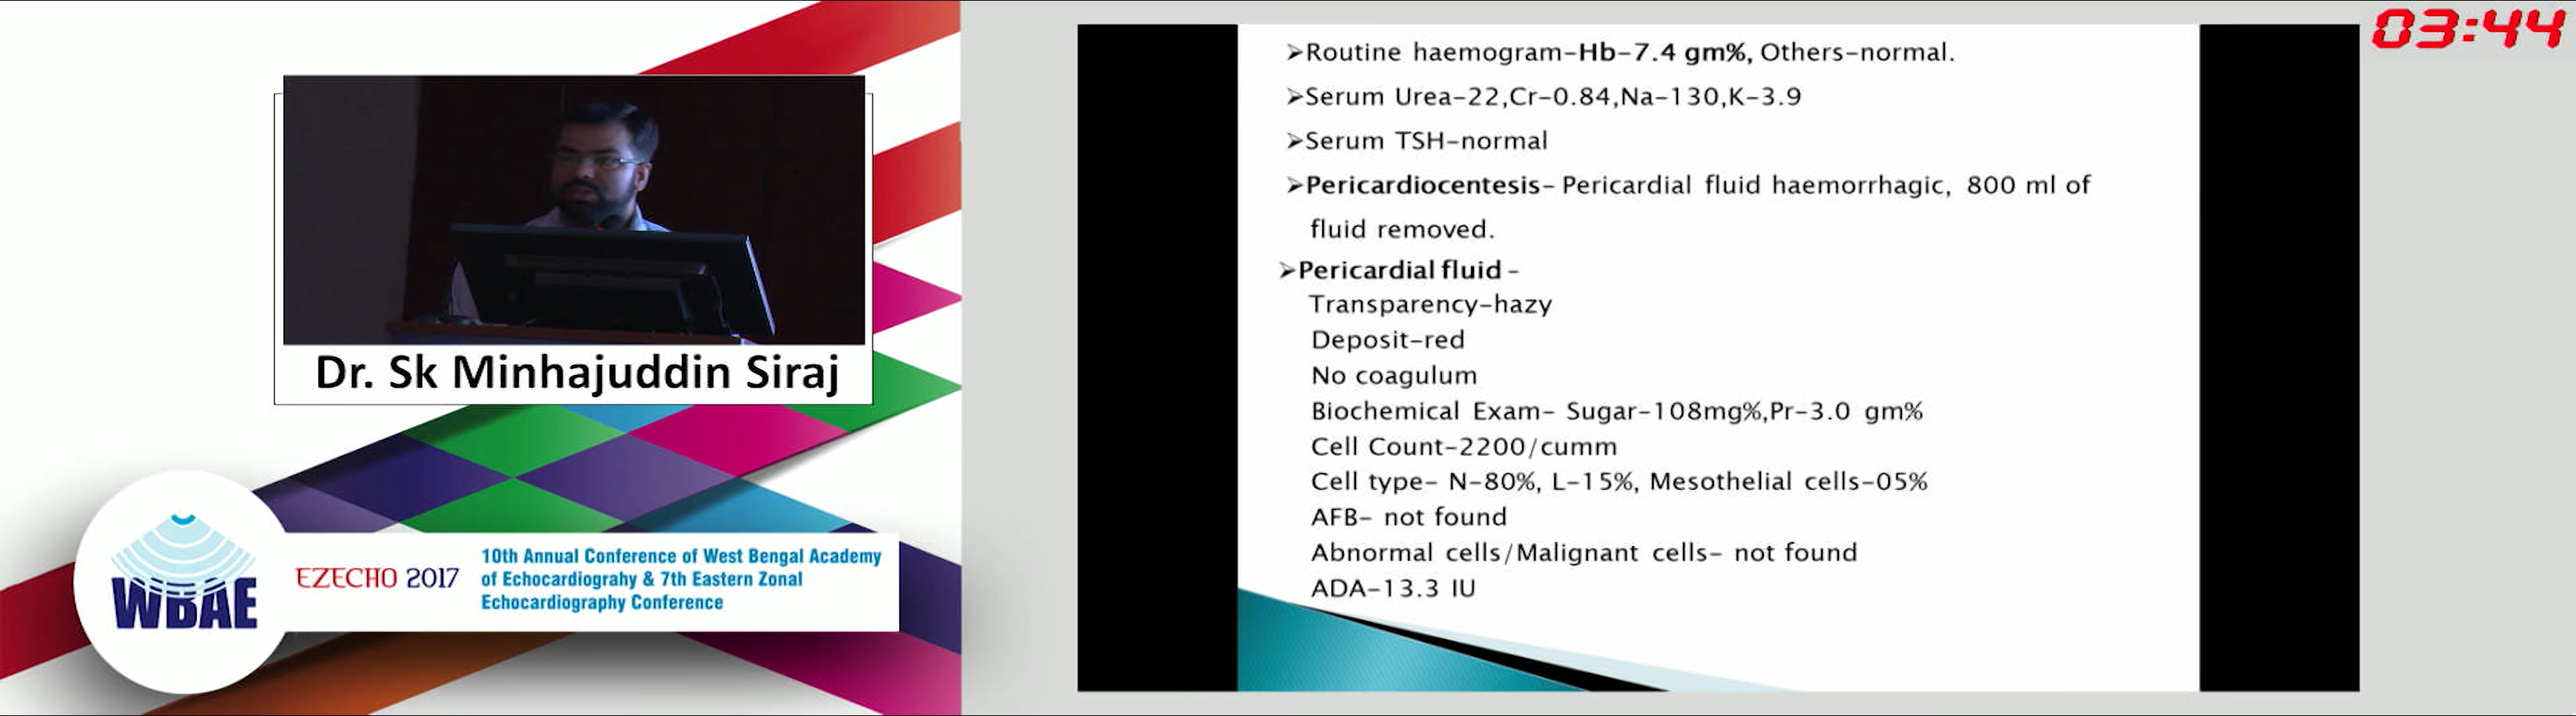 03:44
Dr. Sk Minhajuddin Siraj
WBAE
EZECHO 2017
10th Annual Conference of West Bengal Academy
of Echocardiograhy & 7th Eastern Zonal
Echocardiography Conference
➢Routine haemogram-Hb-7.4 gm%, Others-normal.
➢Serum Urea-22,Cr-0.84,Na-130,K-3.9
➢Serum TSH-normal
➢Pericardiocentesis- Pericardial fluid haemorrhagic, 800 ml of
fluid removed.
➢Pericardial fluid -
Transparency-hazy
Deposit-red
No coagulum
Biochemical Exam- Sugar-108mg%,Pr-3.0 gm%
Cell Count-2200/cumm
Cell type- N-80%, L-15%, Mesothelial cells-05%
AFB- not found
Abnormal cells/Malignant cells- not found
ADA-13.3 IU